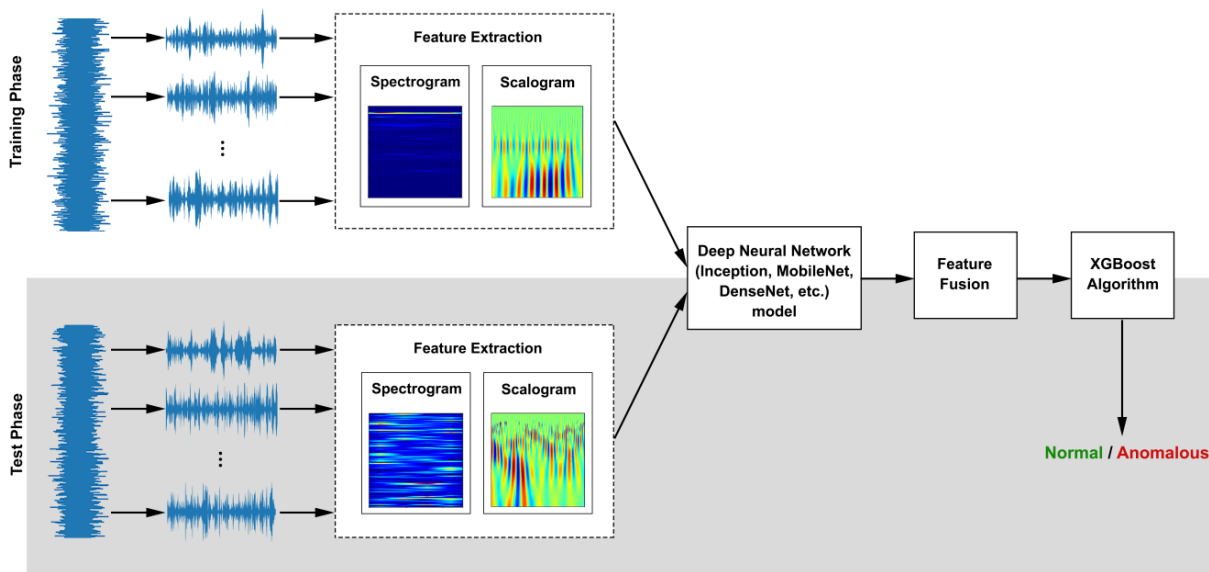 Training Phase
Feature Extraction
Spectrogram
Scalogram
Deep Neural Network
(Inception, MobileNet,
DenseNet, etc.)
model
Feature
Fusion
XGBoost
Algorithm
Test Phase
Feature Extraction
Spectrogram
Scalogram
Normal / Anomalous